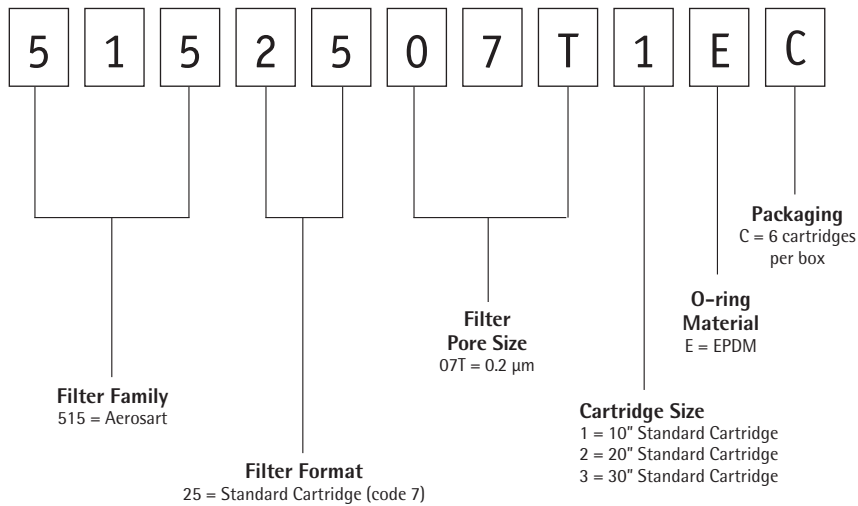 5 1 5 2 5 0 7 T 1 E C
Packaging
C = 6 cartridges
per box
O-ring
Material
E = EPDM
Filter
Pore Size
07T = 0.2 µm
Filter Family
515 = Aerosart
Cartridge Size
1 = 10" Standard Cartridge
2 = 20" Standard Cartridge
3 = 30" Standard Cartridge
Filter Format
25 = Standard Cartridge (code 7)